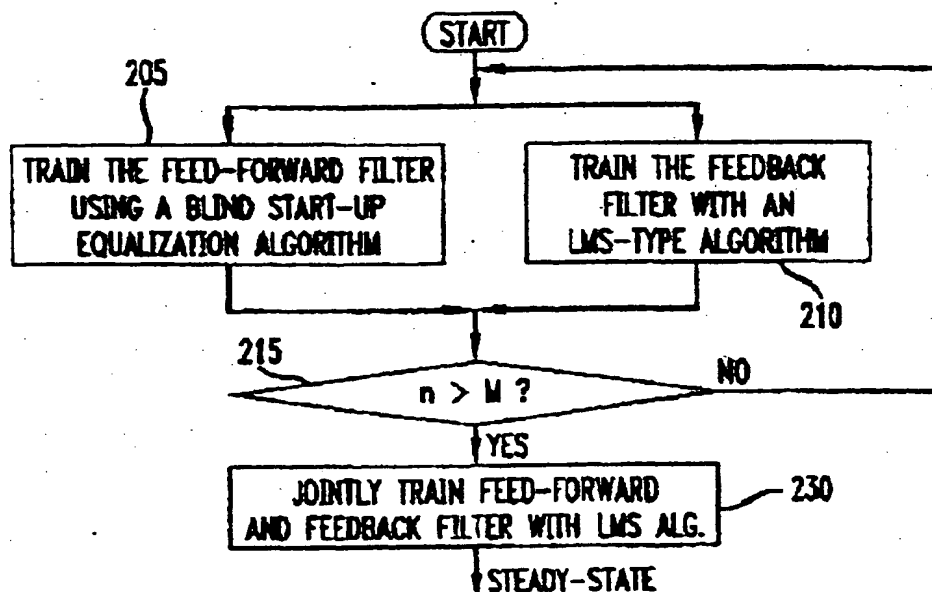 START
205
TRAIN THE FEED-FORWARD FILTER
USING A BLIND START-UP
EQUALIZATION ALGORITHM
TRAIN THE FEEDBACK
FILTER WITH AN
LMS-TYPE ALGORITHM
210
215
n > M ?
NO
YES
JOINTLY TRAIN FEED-FORWARD
AND FEEDBACK FILTER WITH LMS ALG.
230
STEADY-STATE